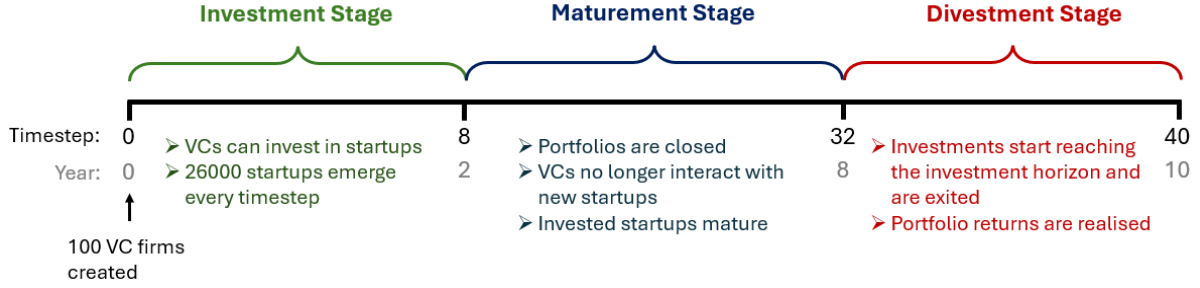 Investment Stage
Maturement Stage
Divestment Stage
Timestep: 0 8 32 40
Year: 0 2 8 10
➢ VCs can invest in startups
➢ 26000 startups emerge
every timestep
➢ Portfolios are closed
➢ VCs no longer interact with
new startups
➢ Invested startups mature
➢ Investments start reaching
the investment horizon and
are exited
➢ Portfolio returns are realised
100 VC firms
created